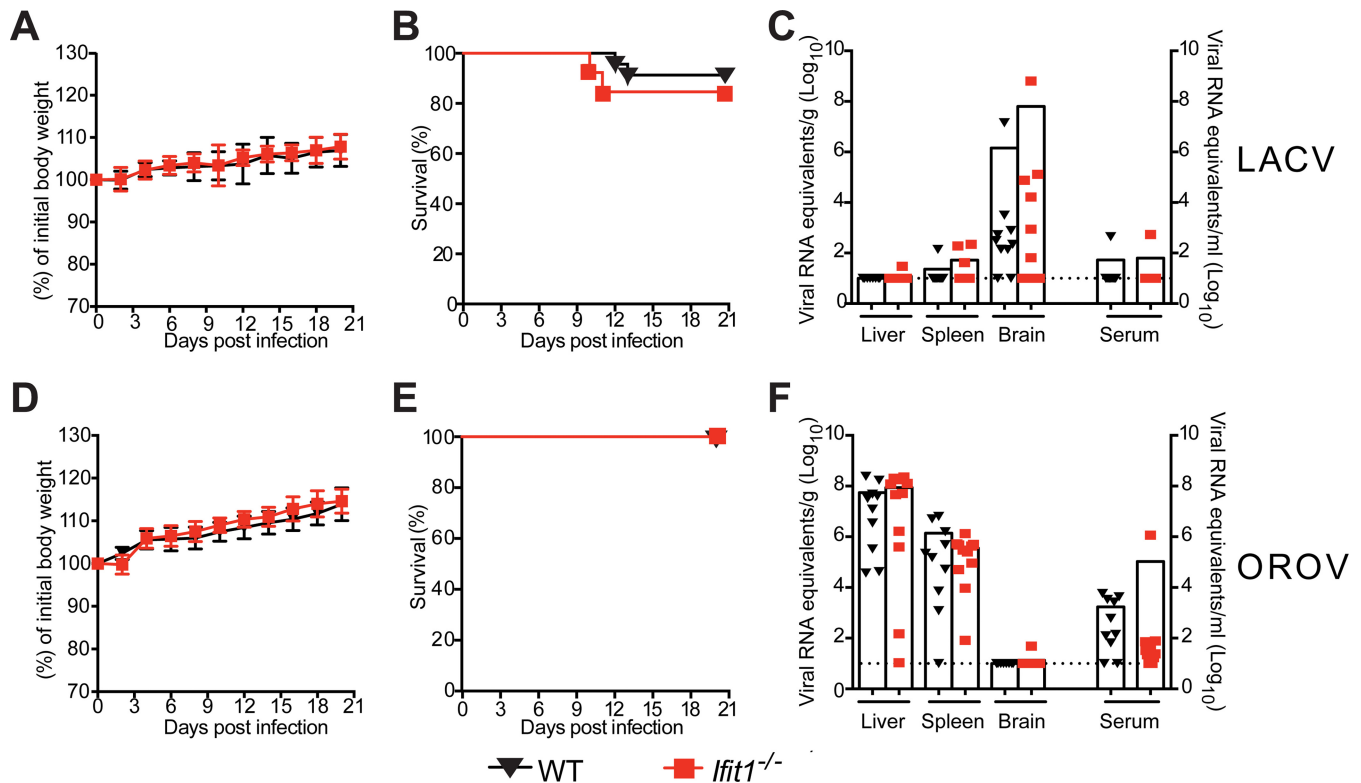 A
(%) of initial body weight
130
120
110
100
90
80
70
0 3 6 9 10 12 15 18 21
Days post infection
B
Survival (%)
100
80
60
40
20
0
0 3 6 9 12 15 18 21
Days post infection
C
Viral RNA equivalents/g (Log10)
10
8
6
4
2
0
Liver Spleen Brain Serum
10
8
6
4
2
0
Viral RNA equivalents/ml (Log10)
LACV
D
(%) of initial body weight
130
120
110
100
90
80
70
0 3 6 9 12 15 18 21
Days post infection
E
Survival (%)
100
80
60
40
20
0
0 3 6 9 12 15 18 21
Days post infection
F
Viral RNA equivalents/g (Log10)
10
8
6
4
2
0
Liver Spleen Brain Serum
10
8
6
4
2
0
Viral RNA equivalents/ml (Log10)
OROV
WT Ifit1-/-